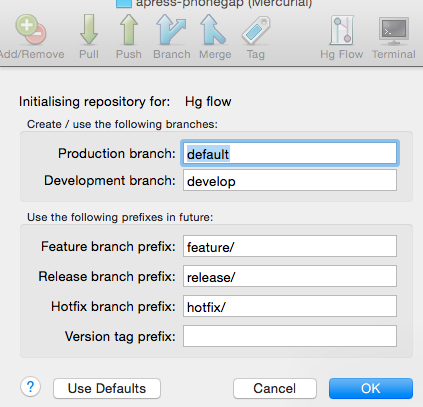 apress-phonegap (Mercurial)
Add/Remove Pull Push Branch Merge Tag Hg Flow Terminal
Initialising repository for: Hg flow
Create / use the following branches:
Production branch: default
Development branch: develop
Use the following prefixes in future:
Feature branch prefix: feature/
Release branch prefix: release/
Hotfix branch prefix: hotfix/
Version tag prefix:
? Use Defaults Cancel OK